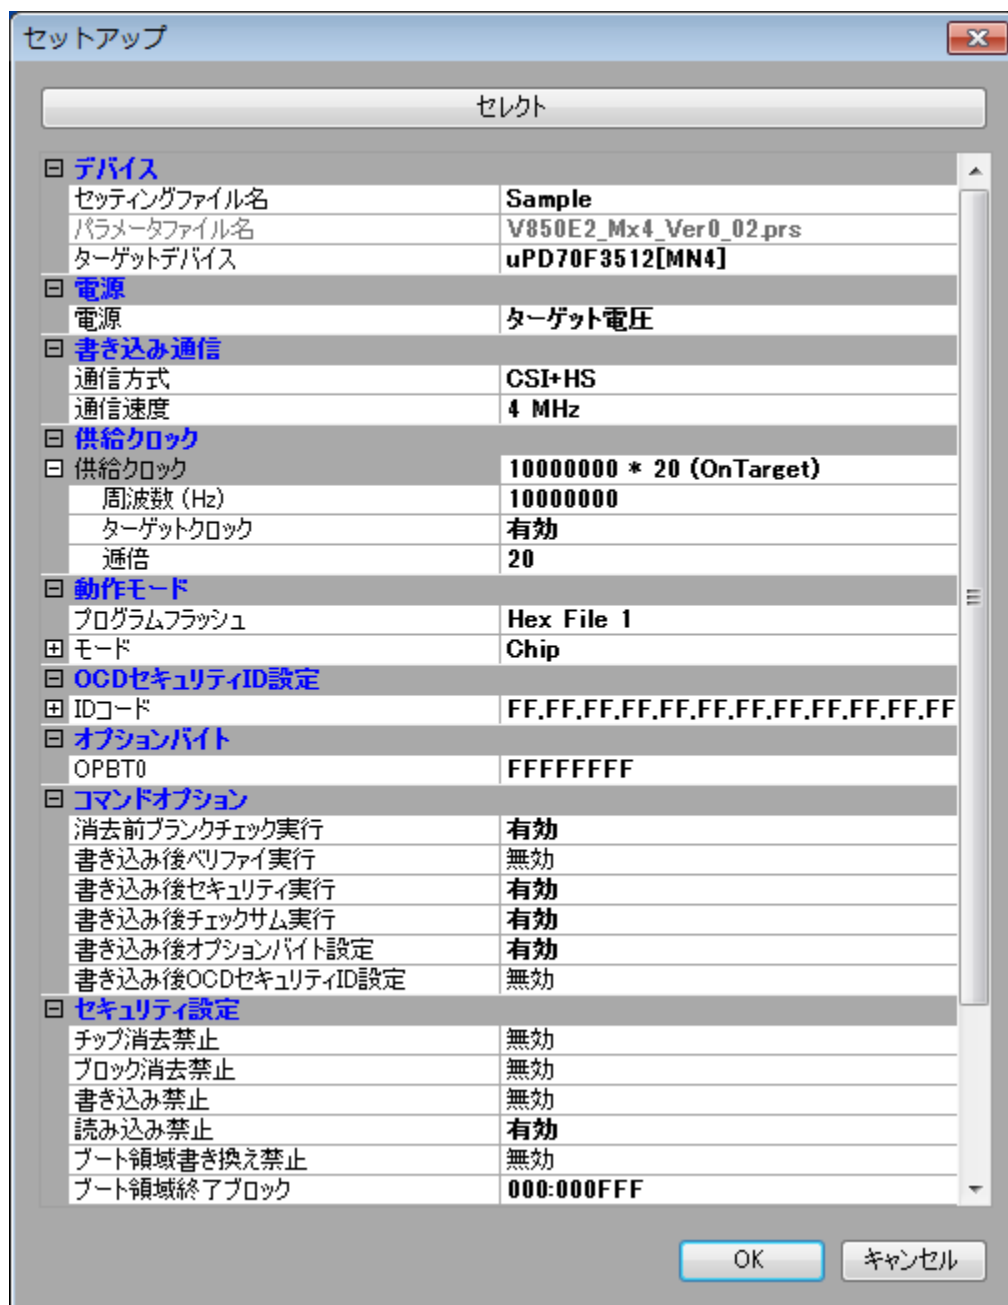 セットアップ
セレクト
デバイス
セッティングファイル名 Sample
パラメータファイル名 V850E2_Mx4_Ver0_02.prs
ターゲットデバイス uPD70F3512[MN4]
電源
電源 ターゲット電圧
書き込み通信
通信方式 CSI+HS
通信速度 4 MHz
供給クロック
供給クロック 10000000 * 20 (OnTarget)
周波数 (Hz) 10000000
ターゲットクロック 有効
逓倍 20
動作モード
プログラムフラッシュ Hex File 1
モード Chip
OCDセキュリティID設定
IDコード FF.FF.FF.FF.FF.FF.FF.FF.FF.FF.FF.FF
オプションバイト
OPBT0 FFFFFFFF
コマンドオプション
消去前ブランクチェック実行 有効
書き込み後ベリファイ実行 無効
書き込み後セキュリティ実行 有効
書き込み後チェックサム実行 有効
書き込み後オプションバイト設定 有効
書き込み後OCDセキュリティID設定 無効
セキュリティ設定
チップ消去禁止 無効
ブロック消去禁止 無効
書き込み禁止 無効
読み込み禁止 有効
ブート領域書き換え禁止 無効
ブート領域終了ブロック 000:000FFF
OK キャンセル